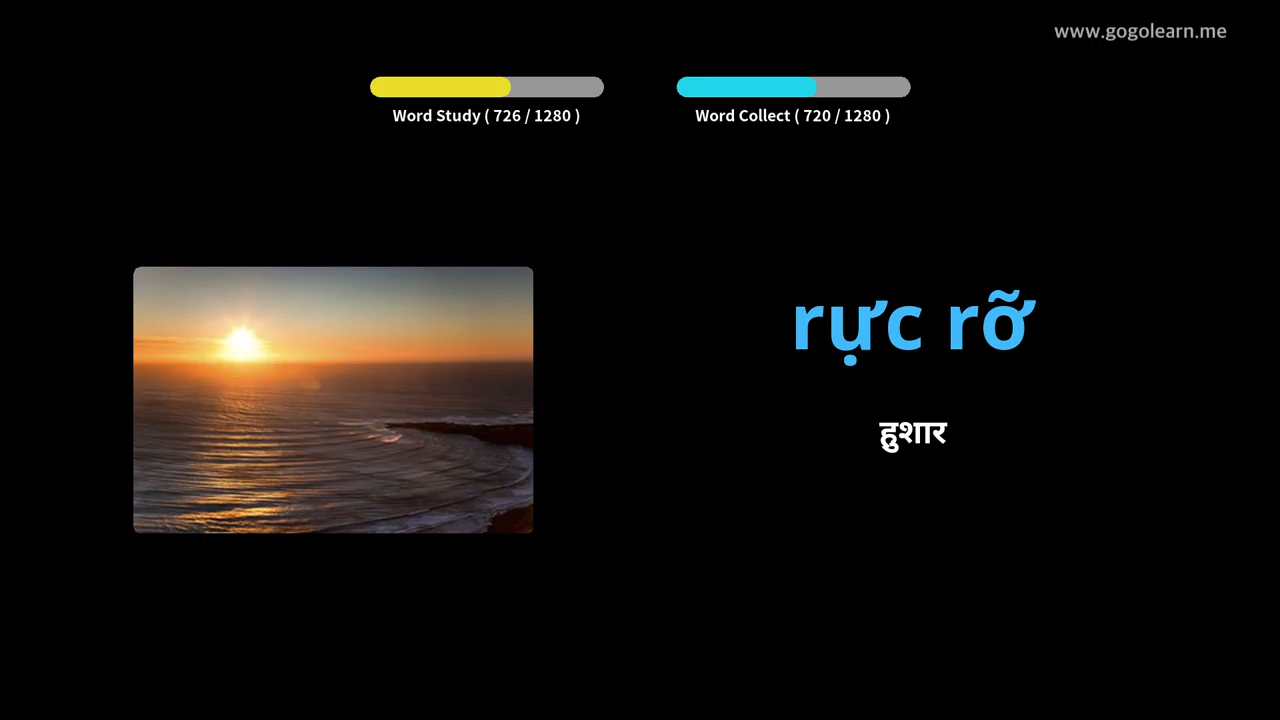 www.gogolearn.me
Word Study ( 726 / 1280 )
Word Collect ( 720 / 1280 )
rực rỡ
हुशार